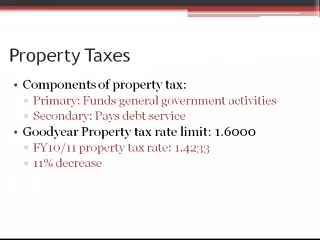 Property Taxes
• Components of property tax:
▫ Primary: Funds general government activities
▫ Secondary: Pays debt service
• Goodyear Property tax rate limit: 1.6000
▫ FY10/11 property tax rate: 1.4233
▫ 11% decrease